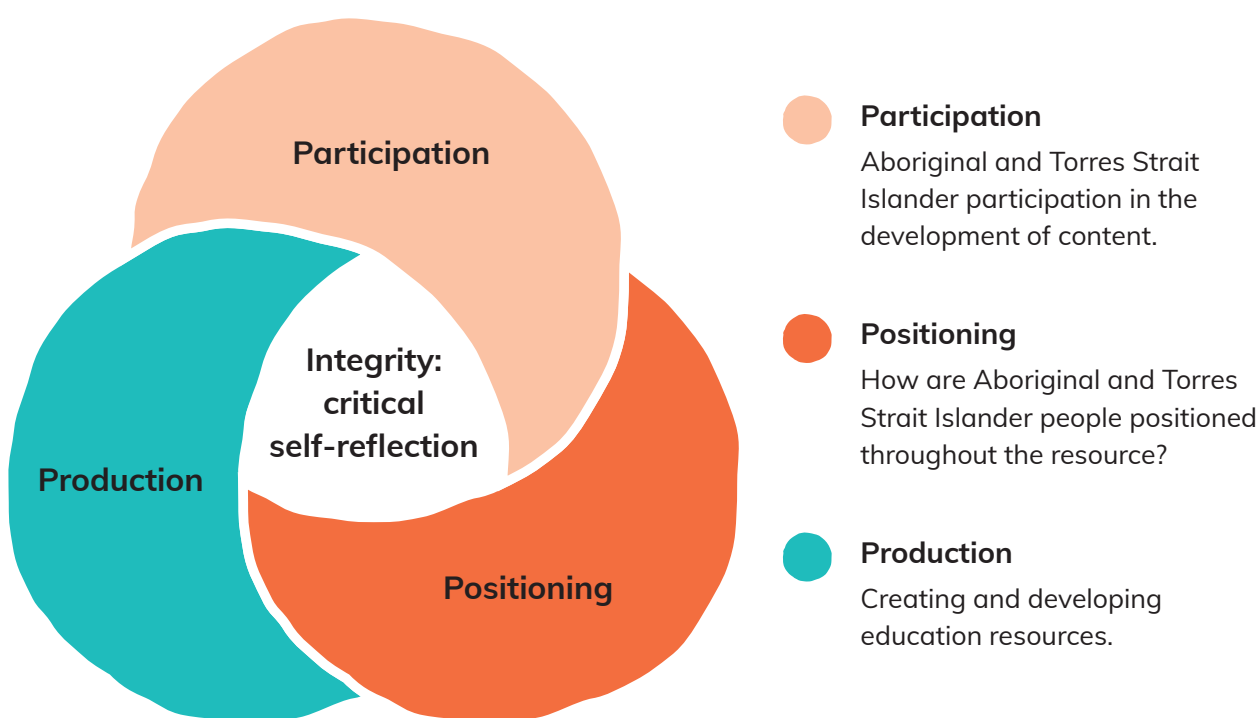 Participation
Integrity:
critical
self-reflection
Production
Positioning
Participation
Aboriginal and Torres Strait
Islander participation in the
development of content.
Positioning
How are Aboriginal and Torres
Strait Islander people positioned
throughout the resource?
Production
Creating and developing
education resources.